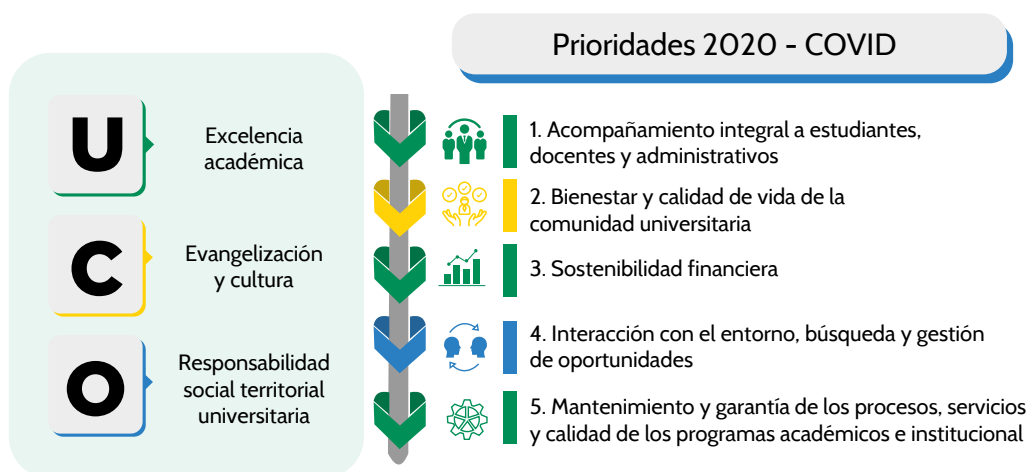 Prioridades 2020 - COVID
U
Excelencia
académica
C
Evangelización
y cultura
O
Responsabilidad
social territorial
universitaria
1. Acompañamiento integral a estudiantes,
docentes y administrativos
2. Bienestar y calidad de vida de la
comunidad universitaria
3. Sostenibilidad financiera
4. Interacción con el entorno, búsqueda y gestión
de oportunidades
5. Mantenimiento y garantía de los procesos, servicios
y calidad de los programas académicos e institucional